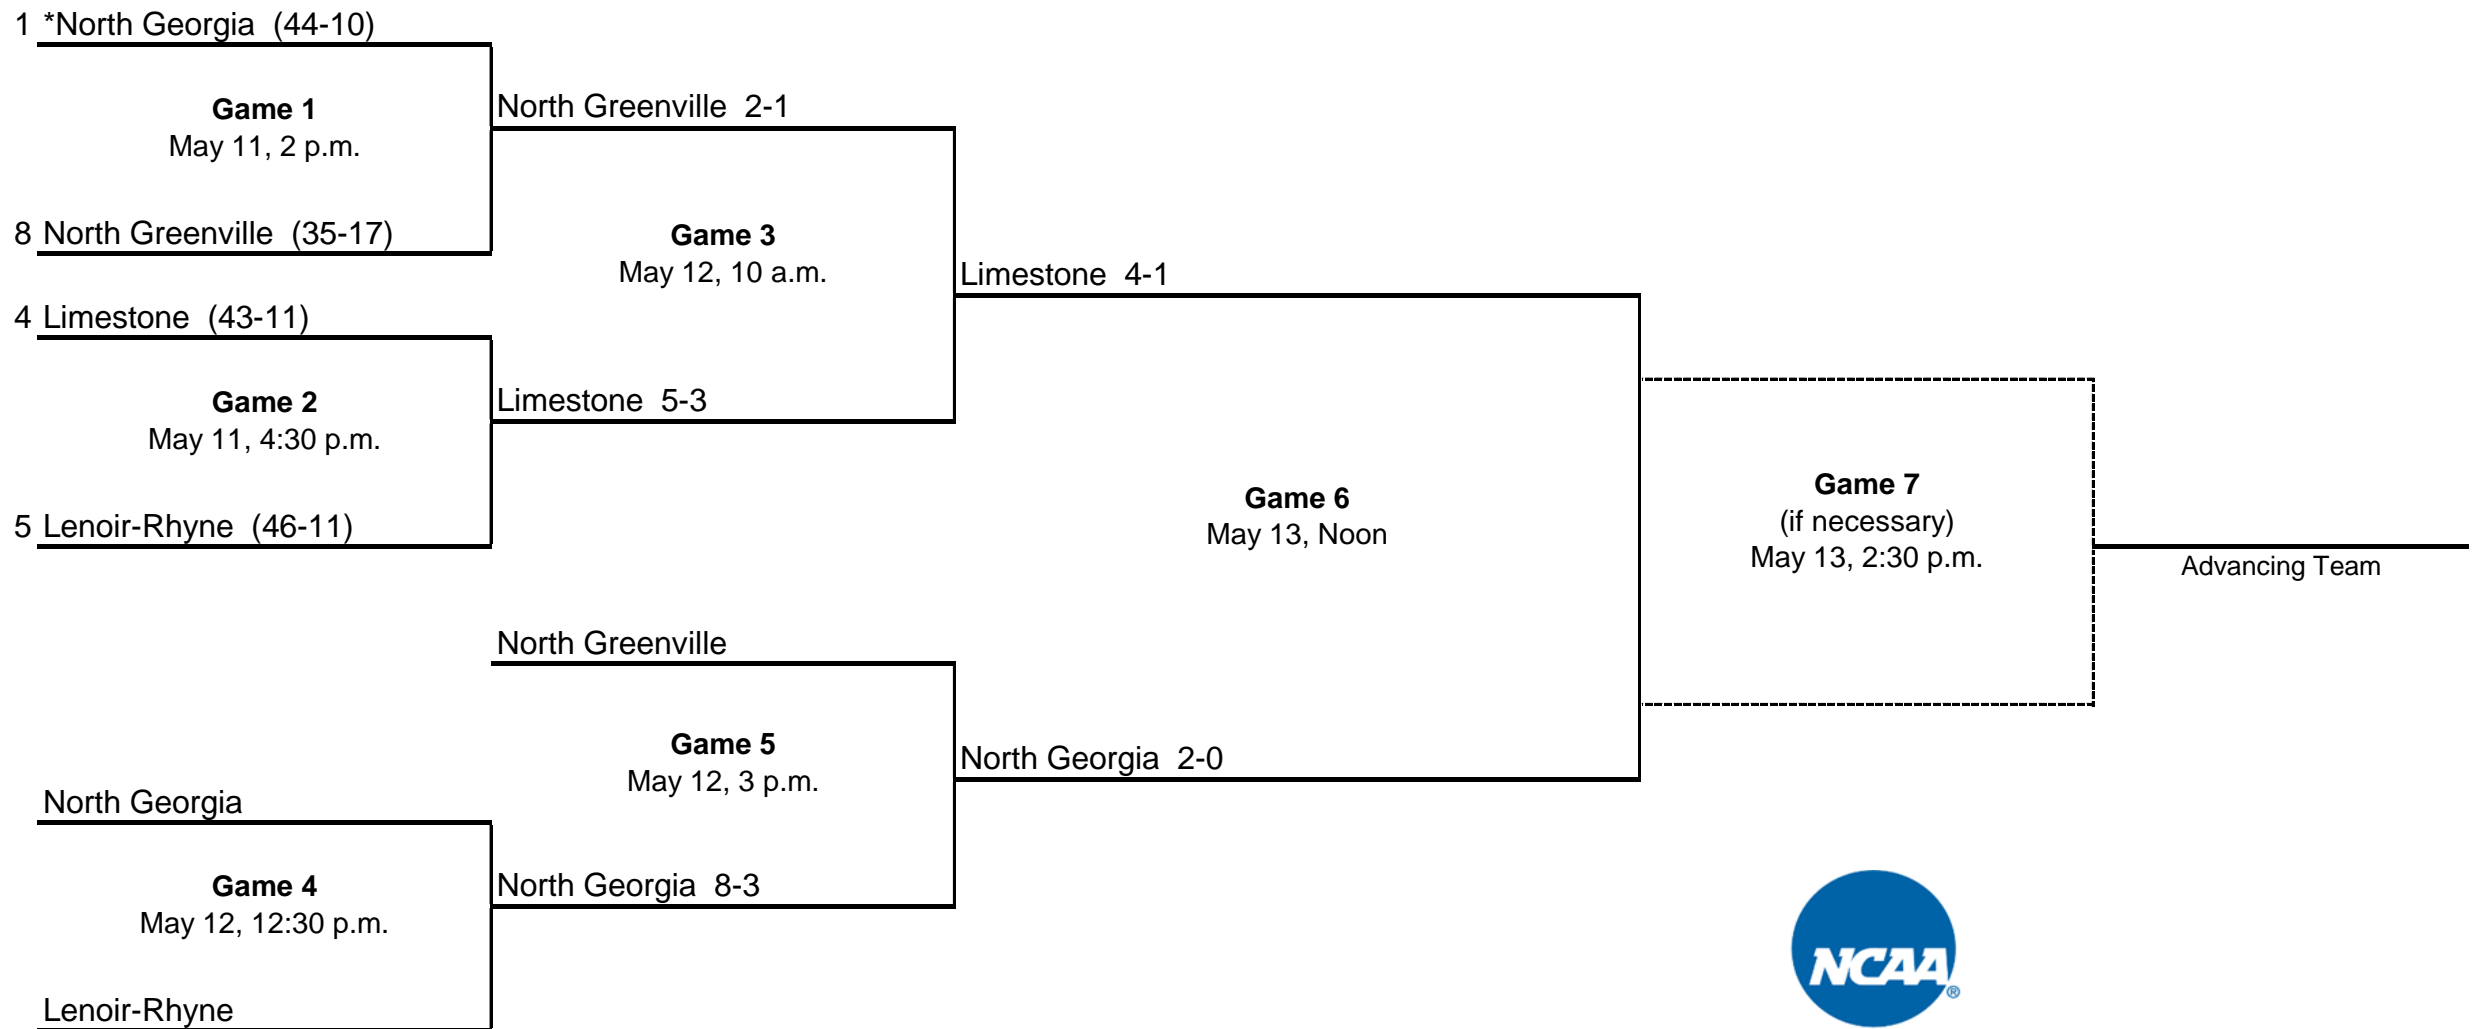 1 *North Georgia (44-10)
Game 1
May 11, 2 p.m.
8 North Greenville (35-17)
4 Limestone (43-11)
Game 2
May 11, 4:30 p.m.
5 Lenoir-Rhyne (46-11)
North Greenville 2-1
Game 3
May 12, 10 a.m.
Limestone 5-3
Limestone 4-1
Game 6
May 13, Noon
Game 7
(if necessary)
May 13, 2:30 p.m.
Advancing Team
North Greenville
Game 5
May 12, 3 p.m.
North Georgia 2-0
North Georgia
Game 4
May 12, 12:30 p.m.
North Georgia 8-3
Lenoir-Rhyne
NCAA®